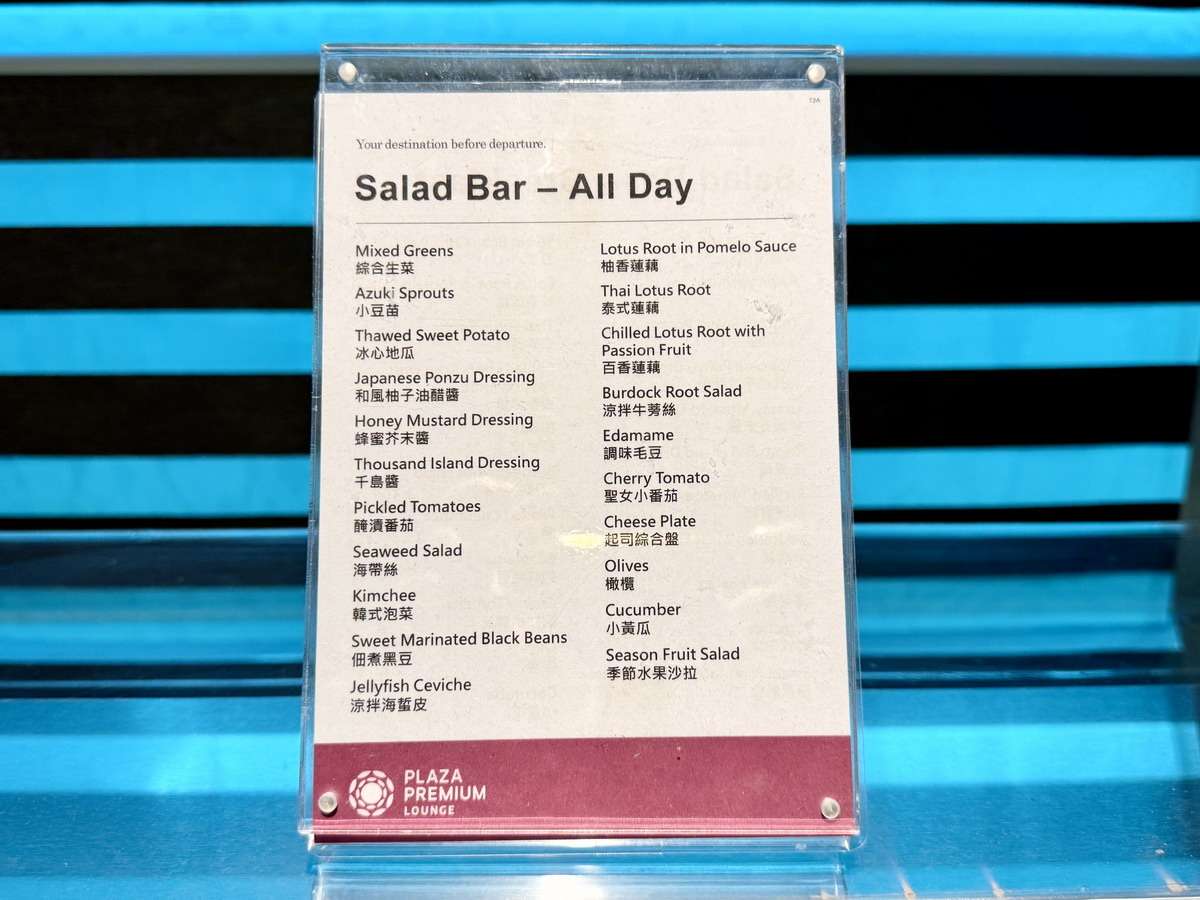 T2A
Your destination before departure.
Salad Bar – All Day
Mixed Greens
綜合生菜
Azuki Sprouts
小豆苗
Thawed Sweet Potato
冰心地瓜
Japanese Ponzu Dressing
和風柚子油醋醬
Honey Mustard Dressing
蜂蜜芥末醬
Thousand Island Dressing
千島醬
Pickled Tomatoes
醃漬番茄
Seaweed Salad
海帶絲
Kimchee
韓式泡菜
Sweet Marinated Black Beans
佃煮黑豆
Jellyfish Ceviche
涼拌海蜇皮
Lotus Root in Pomelo Sauce
柚香蓮藕
Thai Lotus Root
泰式蓮藕
Chilled Lotus Root with
Passion Fruit
百香蓮藕
Burdock Root Salad
涼拌牛蒡絲
Edamame
調味毛豆
Cherry Tomato
聖女小番茄
Cheese Plate
起司綜合盤
Olives
橄欖
Cucumber
小黃瓜
Season Fruit Salad
季節水果沙拉
PLAZA
PREMIUM
LOUNGE